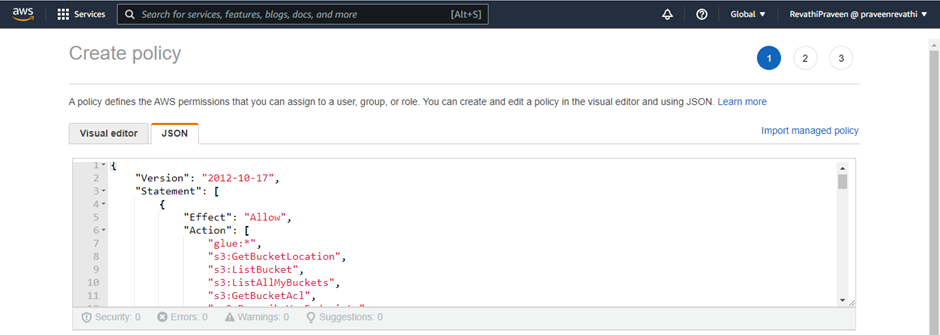 aws Services Search for services, features, blogs, docs, and more [Alt+S] Global RevathiPraveen @ praveenrevathi
Create policy
1 2 3
A policy defines the AWS permissions that you can assign to a user, group, or role. You can create and edit a policy in the visual editor and using JSON. Learn more
Visual editor JSON Import managed policy
1 {
2 "Version": "2012-10-17",
3 "Statement": [
4 {
5 "Effect": "Allow",
6 "Action": [
7 "glue:*",
8 "s3:GetBucketLocation",
9 "s3:ListBucket",
10 "s3:ListAllMyBuckets",
11 "s3:GetBucketAcl",
Security: 0 Errors: 0 Warnings: 0 Suggestions: 0